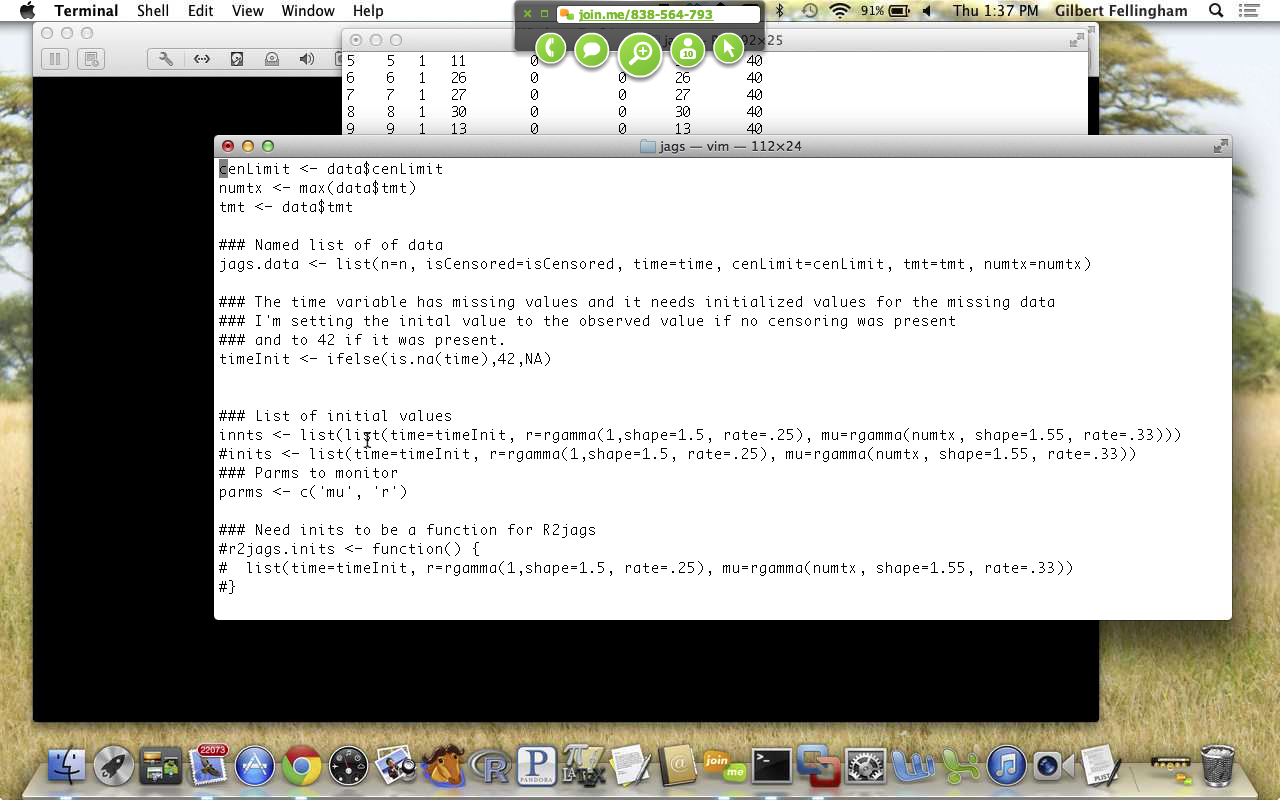 Terminal Shell Edit View Window Help
join.me/838-564-793
91% Thu 1:37 PM Gilbert Fellingham
92×25
5 5 1 11 0 0 11 40
6 6 1 26 0 0 26 40
7 7 1 27 0 0 27 40
8 8 1 30 0 0 30 40
9 9 1 13 0 0 13 40
10
jags — vim — 112×24
cenLimit <- data$cenLimit
numtx <- max(data$tmt)
tmt <- data$tmt
### Named list of of data
jags.data <- list(n=n, isCensored=isCensored, time=time, cenLimit=cenLimit, tmt=tmt, numtx=numtx)
### The time variable has missing values and it needs initialized values for the missing data
### I'm setting the inital value to the observed value if no censoring was present
### and to 42 if it was present.
timeInit <- ifelse(is.na(time),42,NA)
### List of initial values
innts <- list(list(time=timeInit, r=rgamma(1,shape=1.5, rate=.25), mu=rgamma(numtx, shape=1.55, rate=.33)))
#inits <- list(time=timeInit, r=rgamma(1,shape=1.5, rate=.25), mu=rgamma(numtx, shape=1.55, rate=.33))
### Parms to monitor
parms <- c('mu', 'r')
### Need inits to be a function for R2jags
#r2jags.inits <- function() {
#  list(time=timeInit, r=rgamma(1,shape=1.5, rate=.25), mu=rgamma(numtx, shape=1.55, rate=.33))
#}
22073
R
P
PANDORA
LATEX
join
me
PLIST